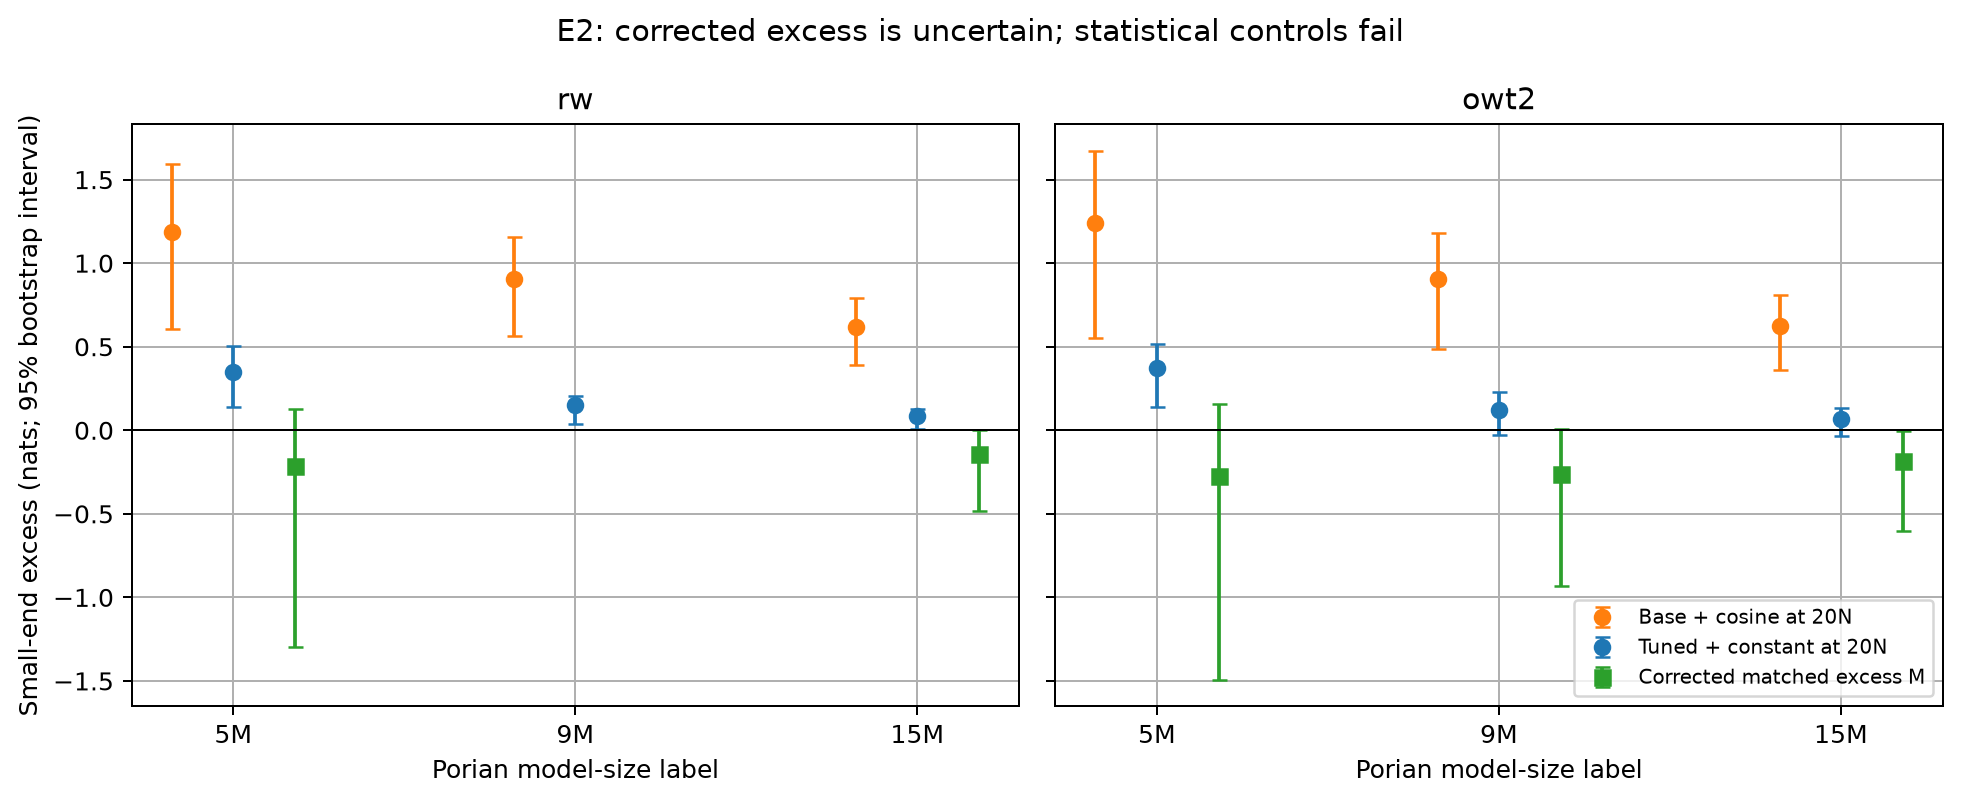 E2: corrected excess is uncertain; statistical controls fail
rw
owt2
Small-end excess (nats; 95% bootstrap interval)
1.5
1.0
0.5
0.0
−0.5
−1.0
−1.5
5M
9M
15M
Porian model-size label
5M
9M
15M
Porian model-size label
Base + cosine at 20N
Tuned + constant at 20N
Corrected matched excess M